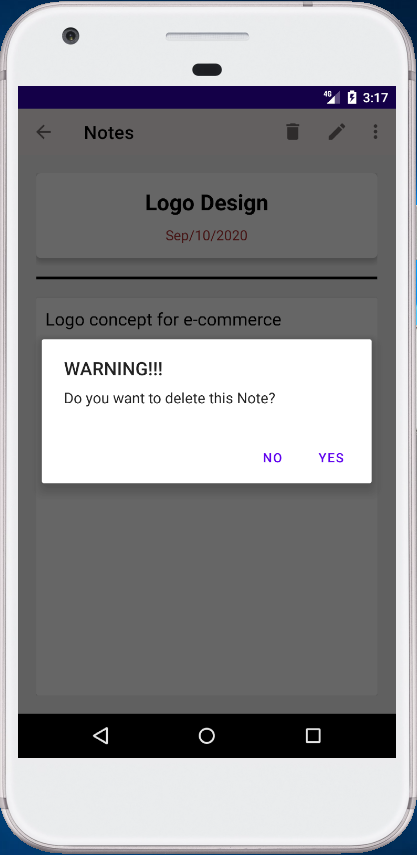 4G 3:17
Notes
Logo Design
Sep/10/2020
Logo concept for e-commerce
WARNING!!!
Do you want to delete this Note?
NO YES